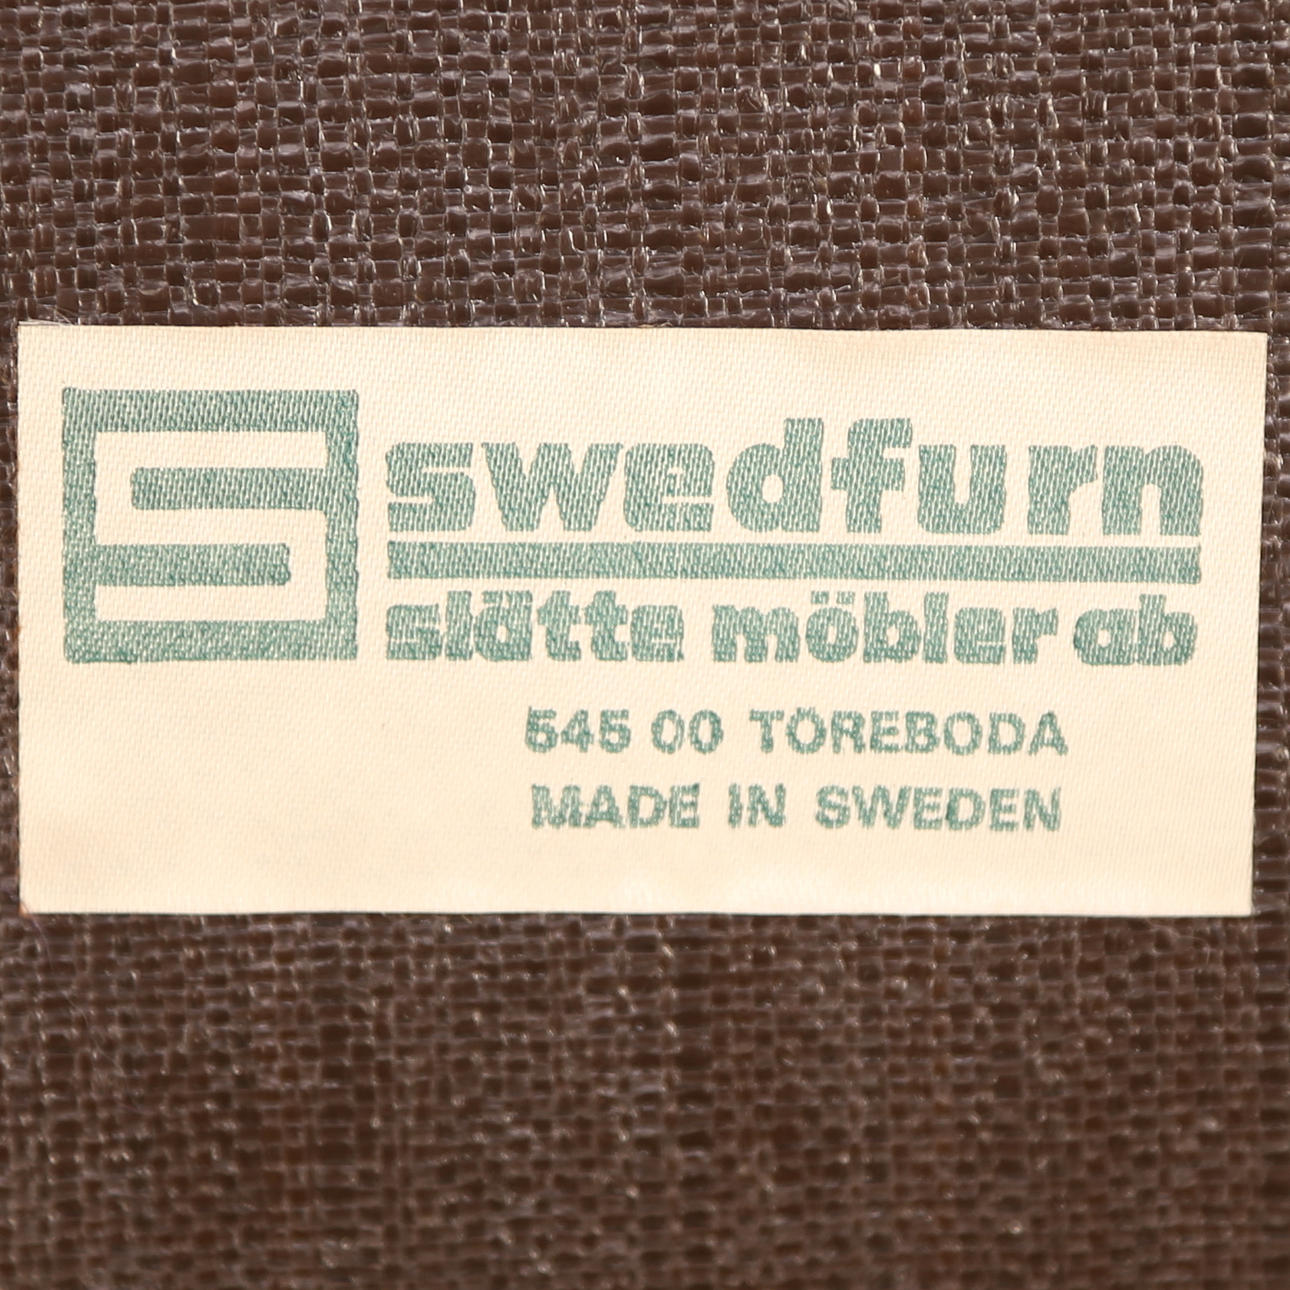 swedfurn
slätte möbler ab
545 00 TÖREBODA
MADE IN SWEDEN